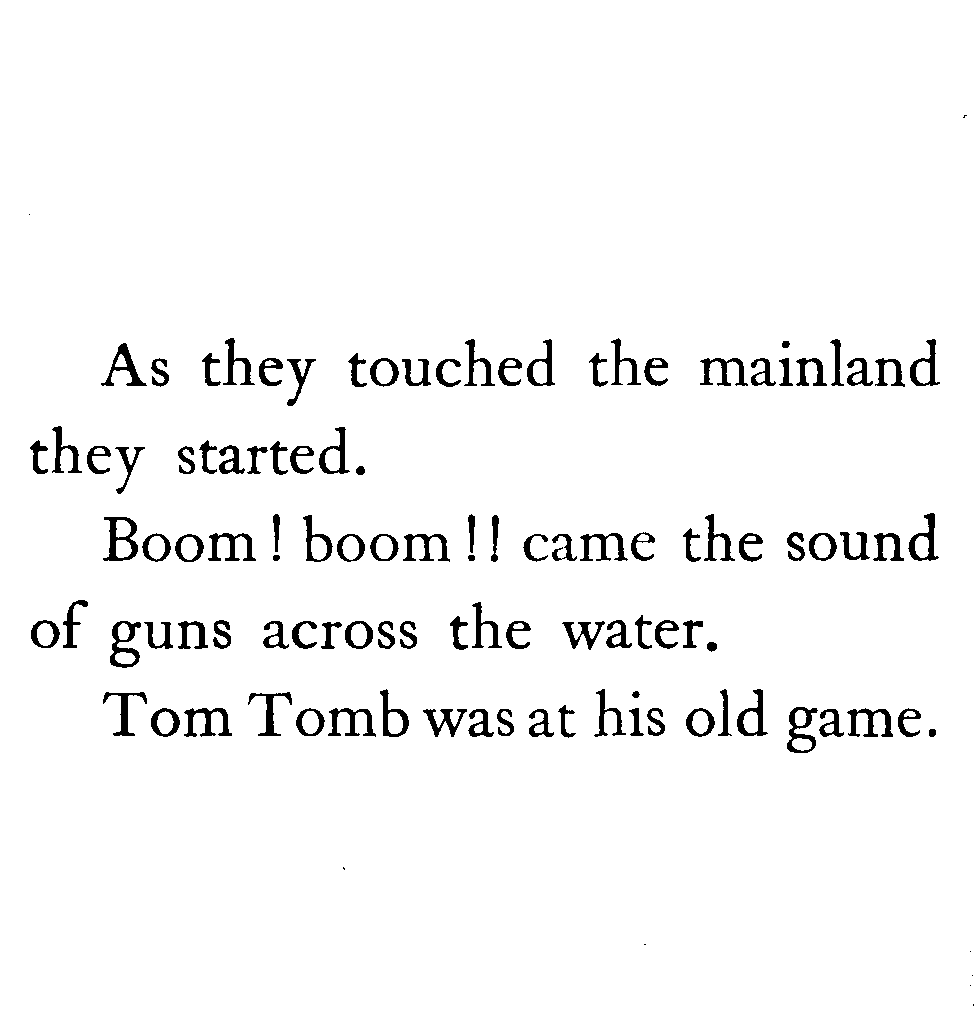 As they touched the mainland
they started.
Boom! boom!! came the sound
of guns across the water.
Tom Tomb was at his old game.